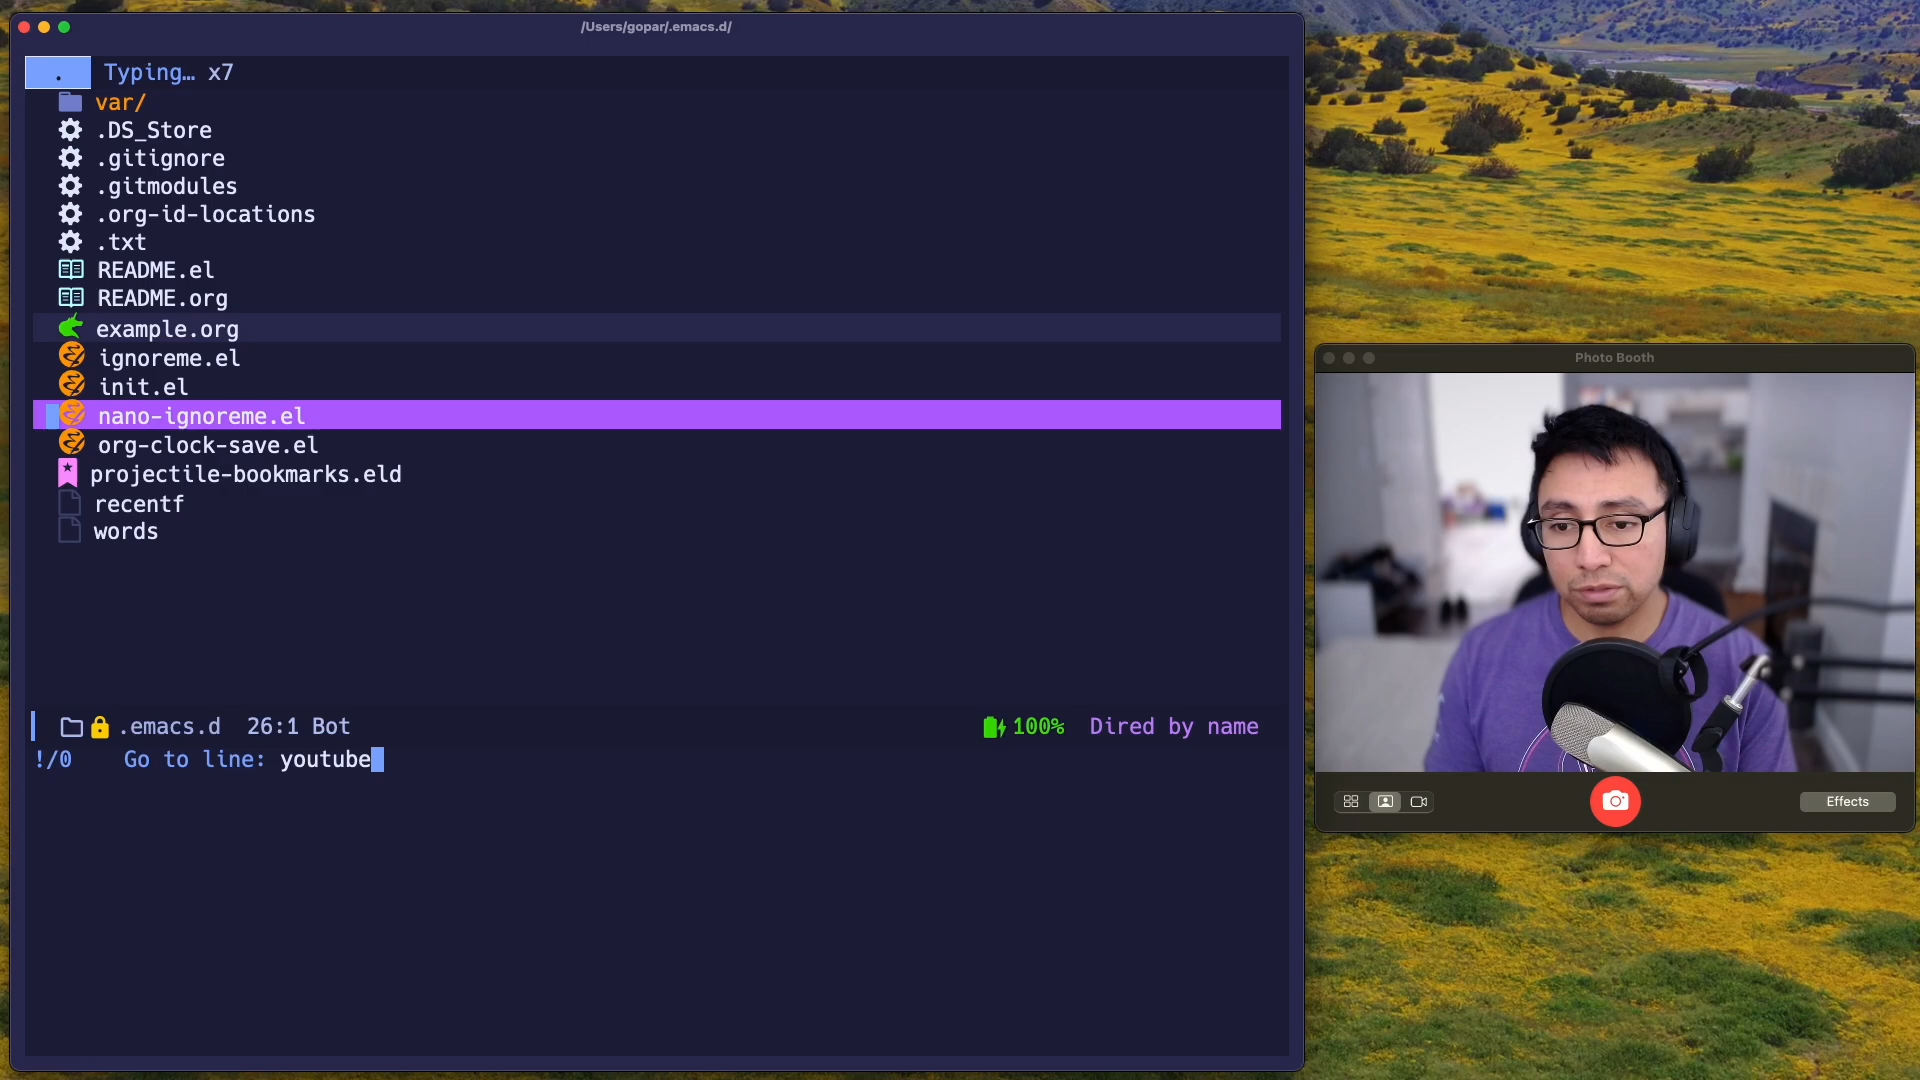 /Users/gopar/.emacs.d/
. Typing… x7
var/
.DS_Store
.gitignore
.gitmodules
.org-id-locations
.txt
README.el
README.org
example.org
ignoreme.el
init.el
nano-ignoreme.el
org-clock-save.el
projectile-bookmarks.eld
recentf
words
.emacs.d 26:1 Bot 100% Dired by name
!/0 Go to line: youtube
Photo Booth
Effects